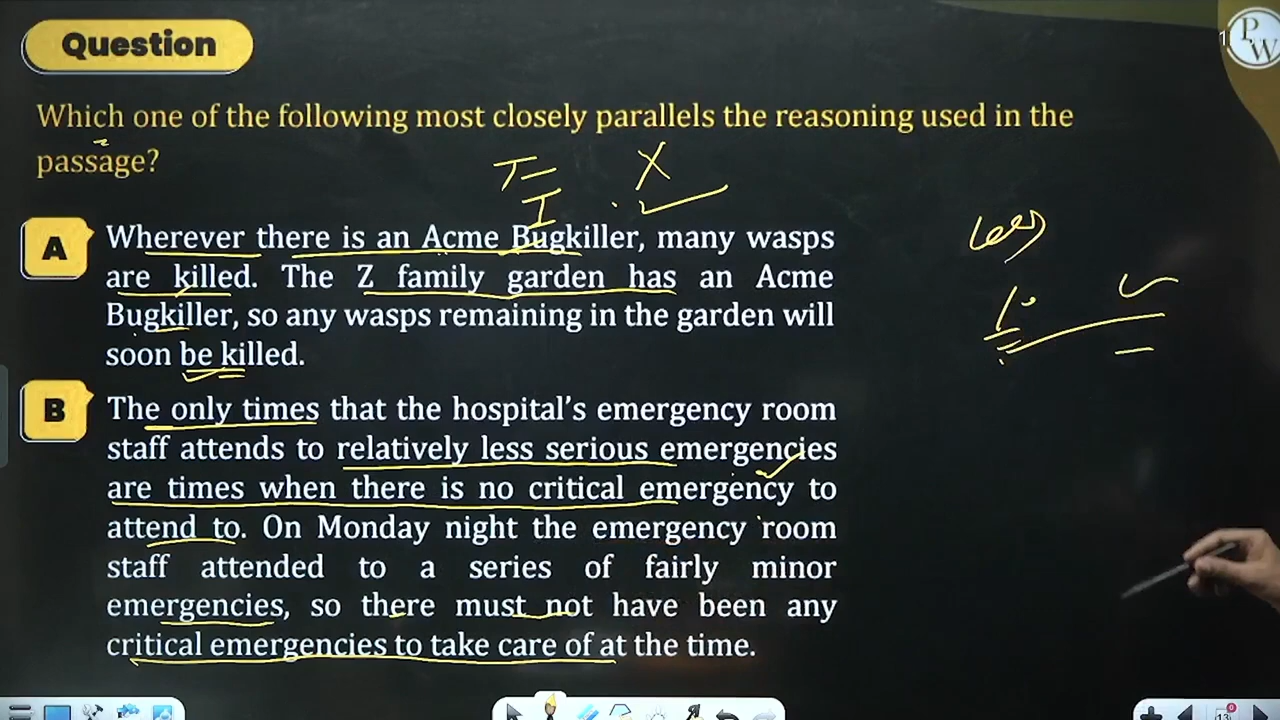 Question
P
W
1
Which one of the following most closely parallels the reasoning used in the
passage?
T=
X
I
A
Wherever there is an Acme Bugkiller, many wasps
are killed. The Z family garden has an Acme
Bugkiller, so any wasps remaining in the garden will
soon be killed.
less
B
The only times that the hospital's emergency room
staff attends to relatively less serious emergencies
are times when there is no critical emergency to
attend to. On Monday night the emergency room
staff attended to a series of fairly minor
emergencies, so there must not have been any
critical emergencies to take care of at the time.
13